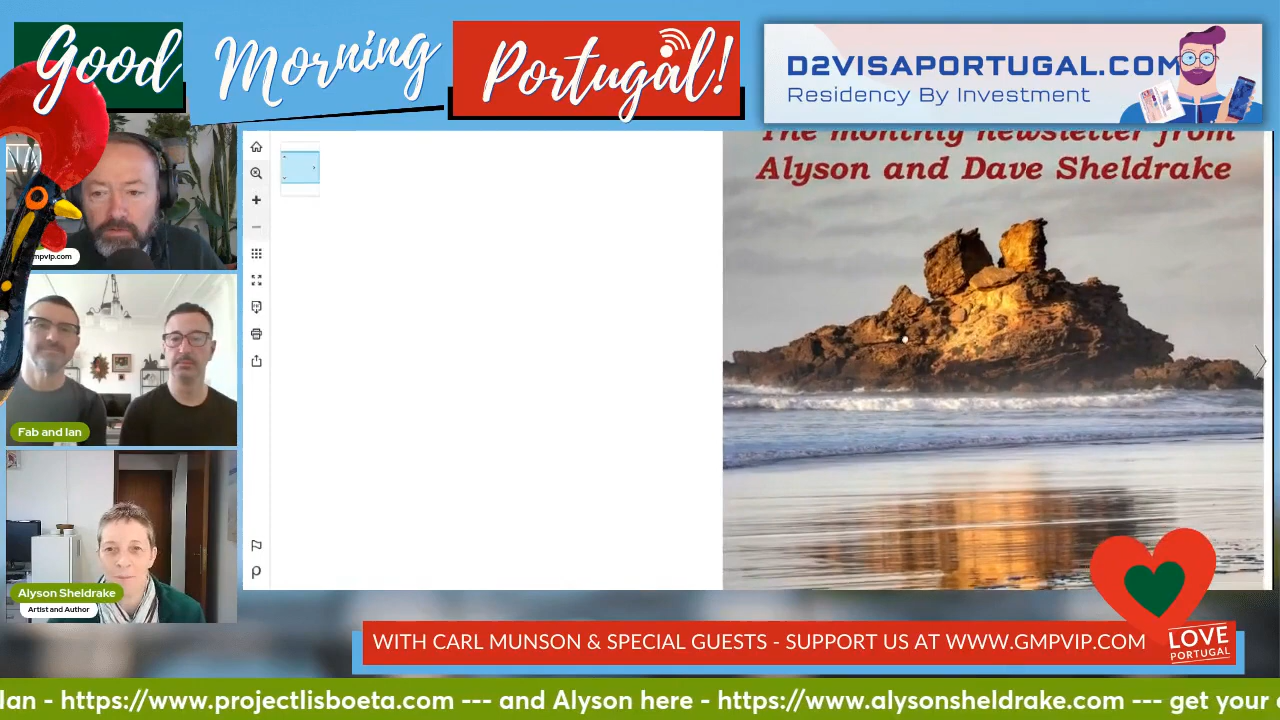 Good Morning Portugal!
D2VISAPORTUGAL.COM
Residency By Investment
The monthly newsletter from
Alyson and Dave Sheldrake
mpvip.com
Fab and Ian
Alyson Sheldrake
Artist and Author
WITH CARL MUNSON & SPECIAL GUESTS - SUPPORT US AT WWW.GMPVIP.COM
LOVE
PORTUGAL
Ian - https://www.projectlisboeta.com --- and Alyson here - https://www.alysonsheldrake.com --- get your